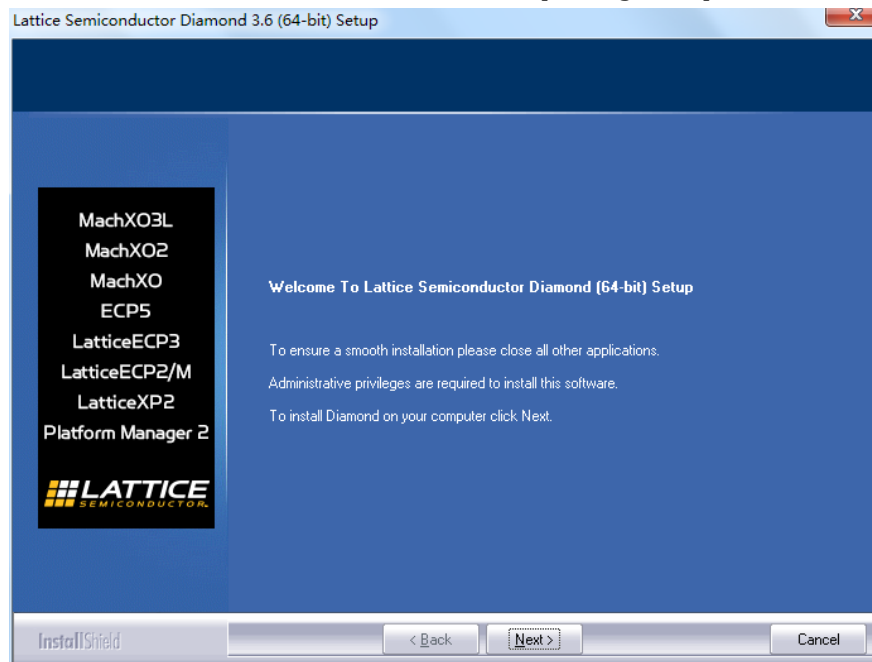 Lattice Semiconductor Diamond 3.6 (64-bit) Setup
MachXO3L
MachXO2
MachXO
ECP5
LatticeECP3
LatticeECP2/M
LatticeXP2
Platform Manager 2
LATTICE
SEMICONDUCTOR.
Welcome To Lattice Semiconductor Diamond (64-bit) Setup
To ensure a smooth installation please close all other applications.
Administrative privileges are required to install this software.
To install Diamond on your computer click Next.
InstallShield
< Back
Next >
Cancel